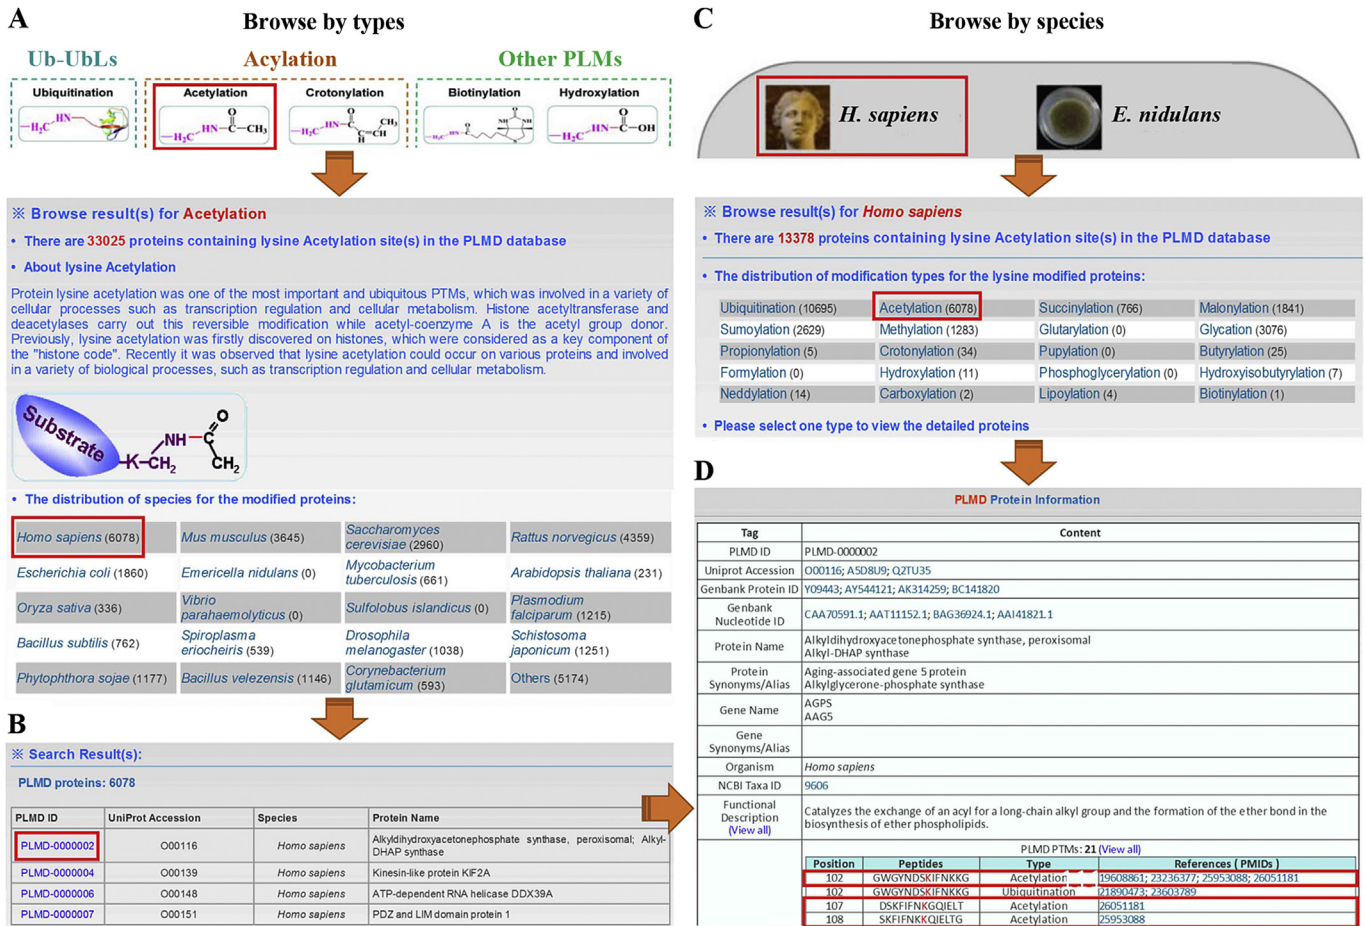 A
Browse by types
Ub-UbLs
Acylation
Other PLMs
Ubiquitination
Acetylation
Crotonylation
Biotinylation
Hydroxylation
—H₂C—HN
—H₂C—HN O CH₃
—H₂C—HN O C=CH CH₃ H
—H₂C—HN O HN NH O S
—H₂C—HN O OH
※ Browse result(s) for Acetylation
• There are 33025 proteins containing lysine Acetylation site(s) in the PLMD database
• About lysine Acetylation
Protein lysine acetylation was one of the most important and ubiquitous PTMs, which was involved in a variety of
cellular processes such as transcription regulation and cellular metabolism. Histone acetyltransferase and
deacetylases carry out this reversible modification while acetyl-coenzyme A is the acetyl group donor.
Previously, lysine acetylation was firstly discovered on histones, which were considered as a key component of
the "histone code". Recently it was observed that lysine acetylation could occur on various proteins and involved
in a variety of biological processes, such as transcription regulation and cellular metabolism.
Substrate
K—CH₂ NH C O CH₂
• The distribution of species for the modified proteins:
Homo sapiens (6078) Mus musculus (3645) Saccharomyces cerevisiae (2960) Rattus norvegicus (4359)
Escherichia coli (1860) Emericella nidulans (0) Mycobacterium tuberculosis (661) Arabidopsis thaliana (231)
Oryza sativa (336) Vibrio parahaemolyticus (0) Sulfolobus islandicus (0) Plasmodium falciparum (1215)
Bacillus subtilis (762) Spiroplasma eriocheiris (539) Drosophila melanogaster (1038) Schistosoma japonicum (1251)
Phytophthora sojae (1177) Bacillus velezensis (1146) Corynebacterium glutamicum (593) Others (5174)
B
※ Search Result(s):
PLMD proteins: 6078
PLMD ID UniProt Accession Species Protein Name
PLMD-0000002 O00116 Homo sapiens Alkyldihydroxyacetonephosphate synthase, peroxisomal; Alkyl-
DHAP synthase
PLMD-0000004 O00139 Homo sapiens Kinesin-like protein KIF2A
PLMD-0000006 O00148 Homo sapiens ATP-dependent RNA helicase DDX39A
PLMD-0000007 O00151 Homo sapiens PDZ and LIM domain protein 1
C
Browse by species
H. sapiens
E. nidulans
※ Browse result(s) for Homo sapiens
• There are 13378 proteins containing lysine Acetylation site(s) in the PLMD database
• The distribution of modification types for the lysine modified proteins:
Ubiquitination (10695) Acetylation (6078) Succinylation (766) Malonylation (1841)
Sumoylation (2629) Methylation (1283) Glutarylation (0) Glycation (3076)
Propionylation (5) Crotonylation (34) Pupylation (0) Butyrylation (25)
Formylation (0) Hydroxylation (11) Phosphoglycerylation (0) Hydroxyisobutyrylation (7)
Neddylation (14) Carboxylation (2) Lipoylation (4) Biotinylation (1)
• Please select one type to view the detailed proteins
D
PLMD Protein Information
Tag Content
PLMD ID PLMD-0000002
Uniprot Accession O00116; A5D8U9; Q2TU35
Genbank Protein ID Y09443; AY544121; AK314259; BC141820
Genbank Nucleotide ID CAA70591.1; AAT11152.1; BAG36924.1; AAI41821.1
Protein Name Alkyldihydroxyacetonephosphate synthase, peroxisomal
Alkyl-DHAP synthase
Protein Synonyms/Alias Aging-associated gene 5 protein
Alkylglycerone-phosphate synthase
Gene Name AGPS
AAG5
Gene Synonyms/Alias
Organism Homo sapiens
NCBI Taxa ID 9606
Functional Description (View all) Catalyzes the exchange of an acyl for a long-chain alkyl group and the formation of the ether bond in the
biosynthesis of ether phospholipids.
PLMD PTMs: 21 (View all)
Position Peptides Type References ( PMIDs )
102 GWGYNDSKIFNKKG Acetylation 19608861; 23236377; 25953088; 26051181
102 GWGYNDSKIFNKKG Ubiquitination 21890473; 23603789
107 DSKFIFNKKGQIELT Acetylation 26051181
108 SKFIFNKKQIELTG Acetylation 25953088